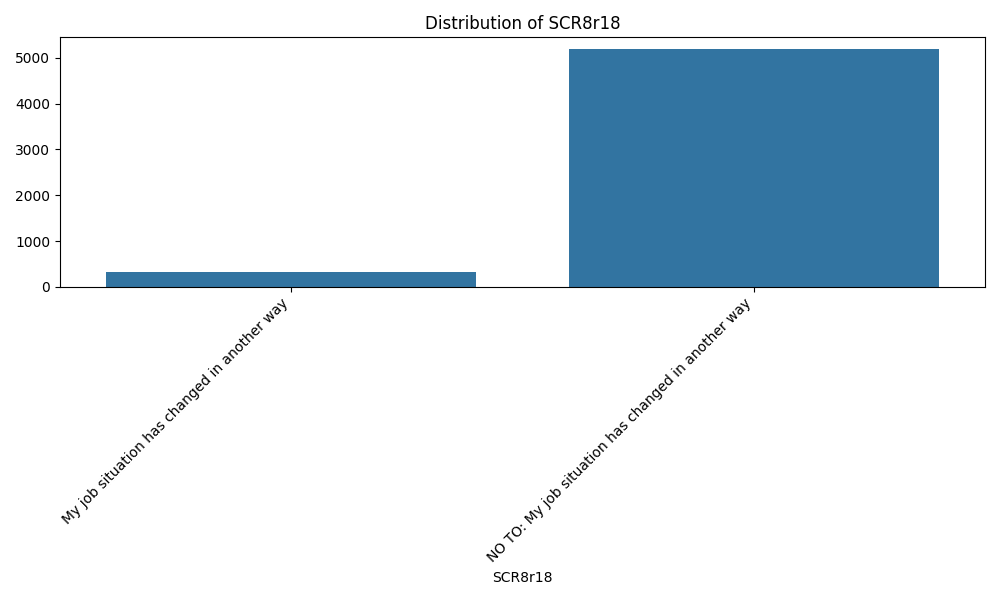 Distribution of SCR8r18
5000
4000
3000
2000
1000
0
My job situation has changed in another way
NO TO: My job situation has changed in another way
SCR8r18